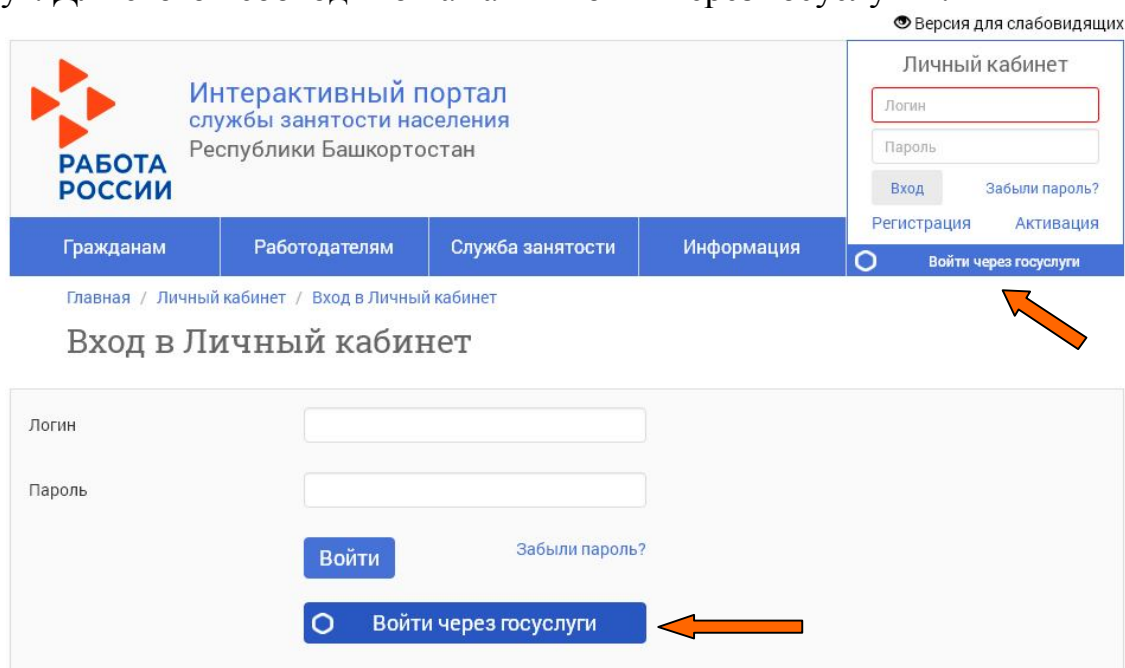 Версия для слабовидящих
РАБОТА
РОССИИ
Интерактивный портал
службы занятости населения
Республики Башкортостан
Личный кабинет
Логин
Пароль
Вход Забыли пароль?
Регистрация Активация
Войти через госуслуги
Гражданам Работодателям Служба занятости Информация
Главная / Личный кабинет / Вход в Личный кабинет
Вход в Личный кабинет
Логин
Пароль
Войти Забыли пароль?
Войти через госуслуги